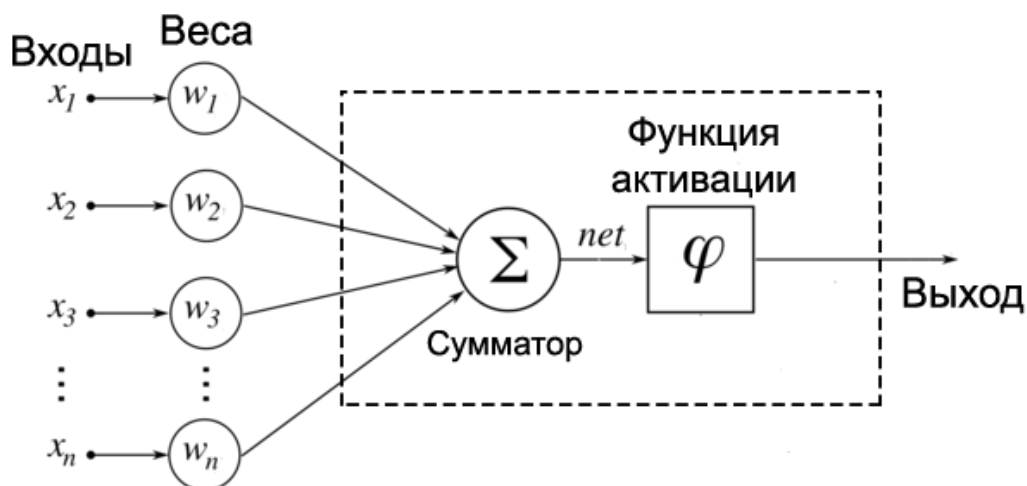 Входы
Веса
x1
w1
x2
w2
x3
w3
⋮
⋮
xn
wn
Σ
Сумматор
net
Функция
активации
φ
Выход